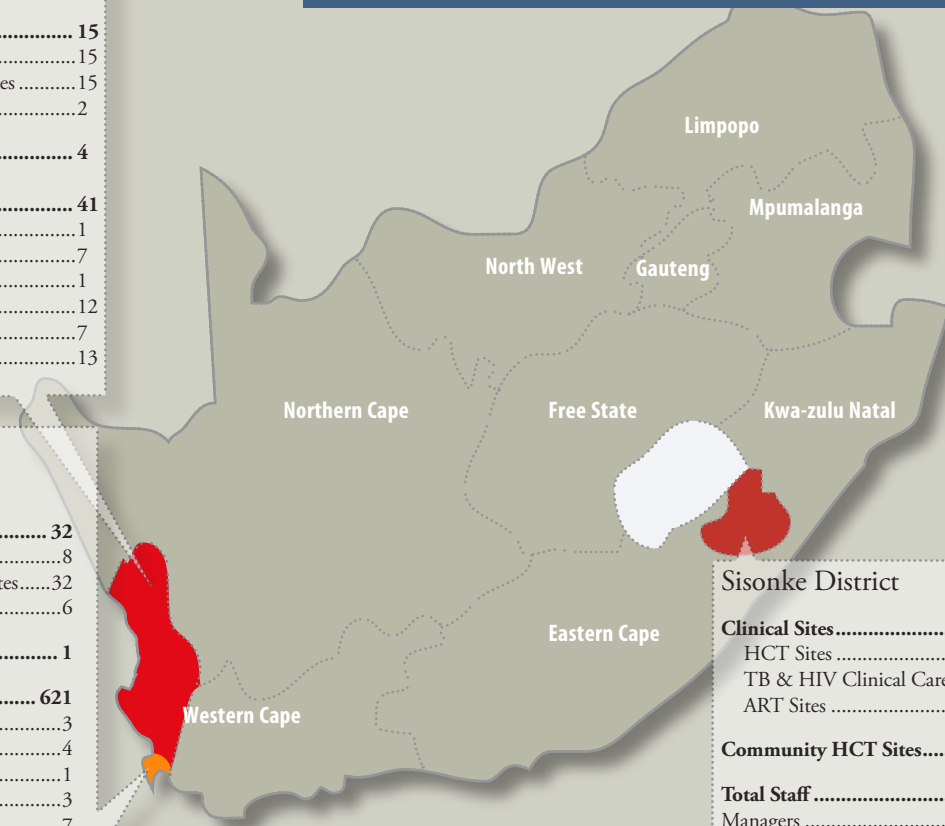 .............. 15
..............15
es ...........15
..............2
.............. 4
.............. 41
..............1
..............7
..............1
..............12
..............7
..............13
.......... 32
..........8
tes.....32
..........6
.......... 1
....... 621
..........3
..........4
..........1
..........3
..........7
Limpopo
Mpumalanga
North West
Gauteng
Northern Cape
Free State
Kwa-zulu Natal
Eastern Cape
Western Cape
Sisonke District
Clinical Sites......................
HCT Sites ......................
TB & HIV Clinical Care
ART Sites ......................
Community HCT Sites....
Total Staff ......................
Managers ......................